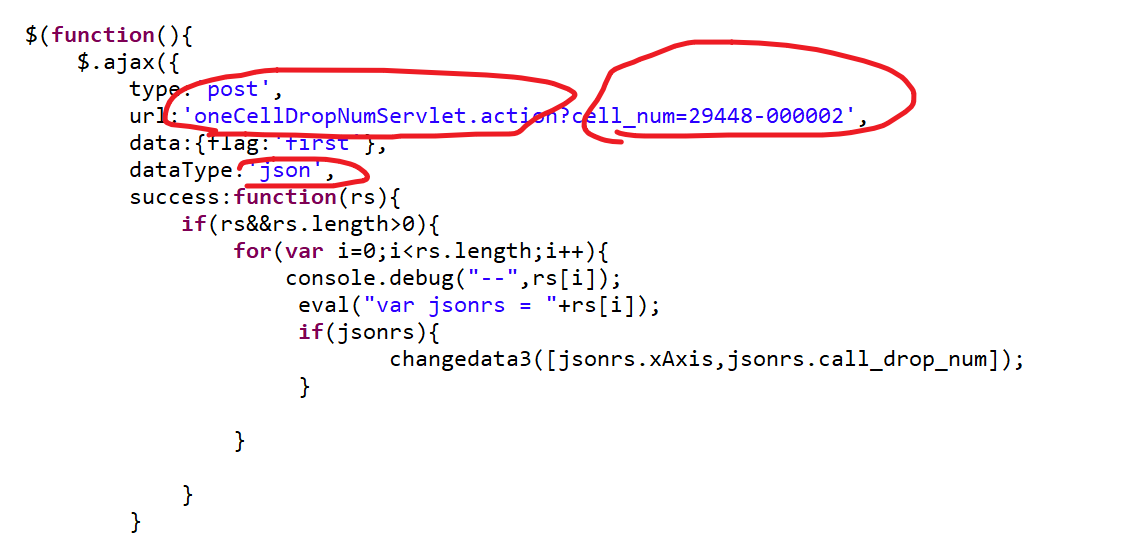 $(function(){
$.ajax({
type:'post',
url:'oneCellDropNumServlet.action?cell_num=29448-000002',
data:{flag:'first'},
dataType:'json',
success:function(rs){
if(rs&&rs.length>0){
for(var i=0;i<rs.length;i++){
console.debug("--",rs[i]);
eval("var jsonrs = "+rs[i]);
if(jsonrs){
changedata3([jsonrs.xAxis,jsonrs.call_drop_num]);
}
}
}
}